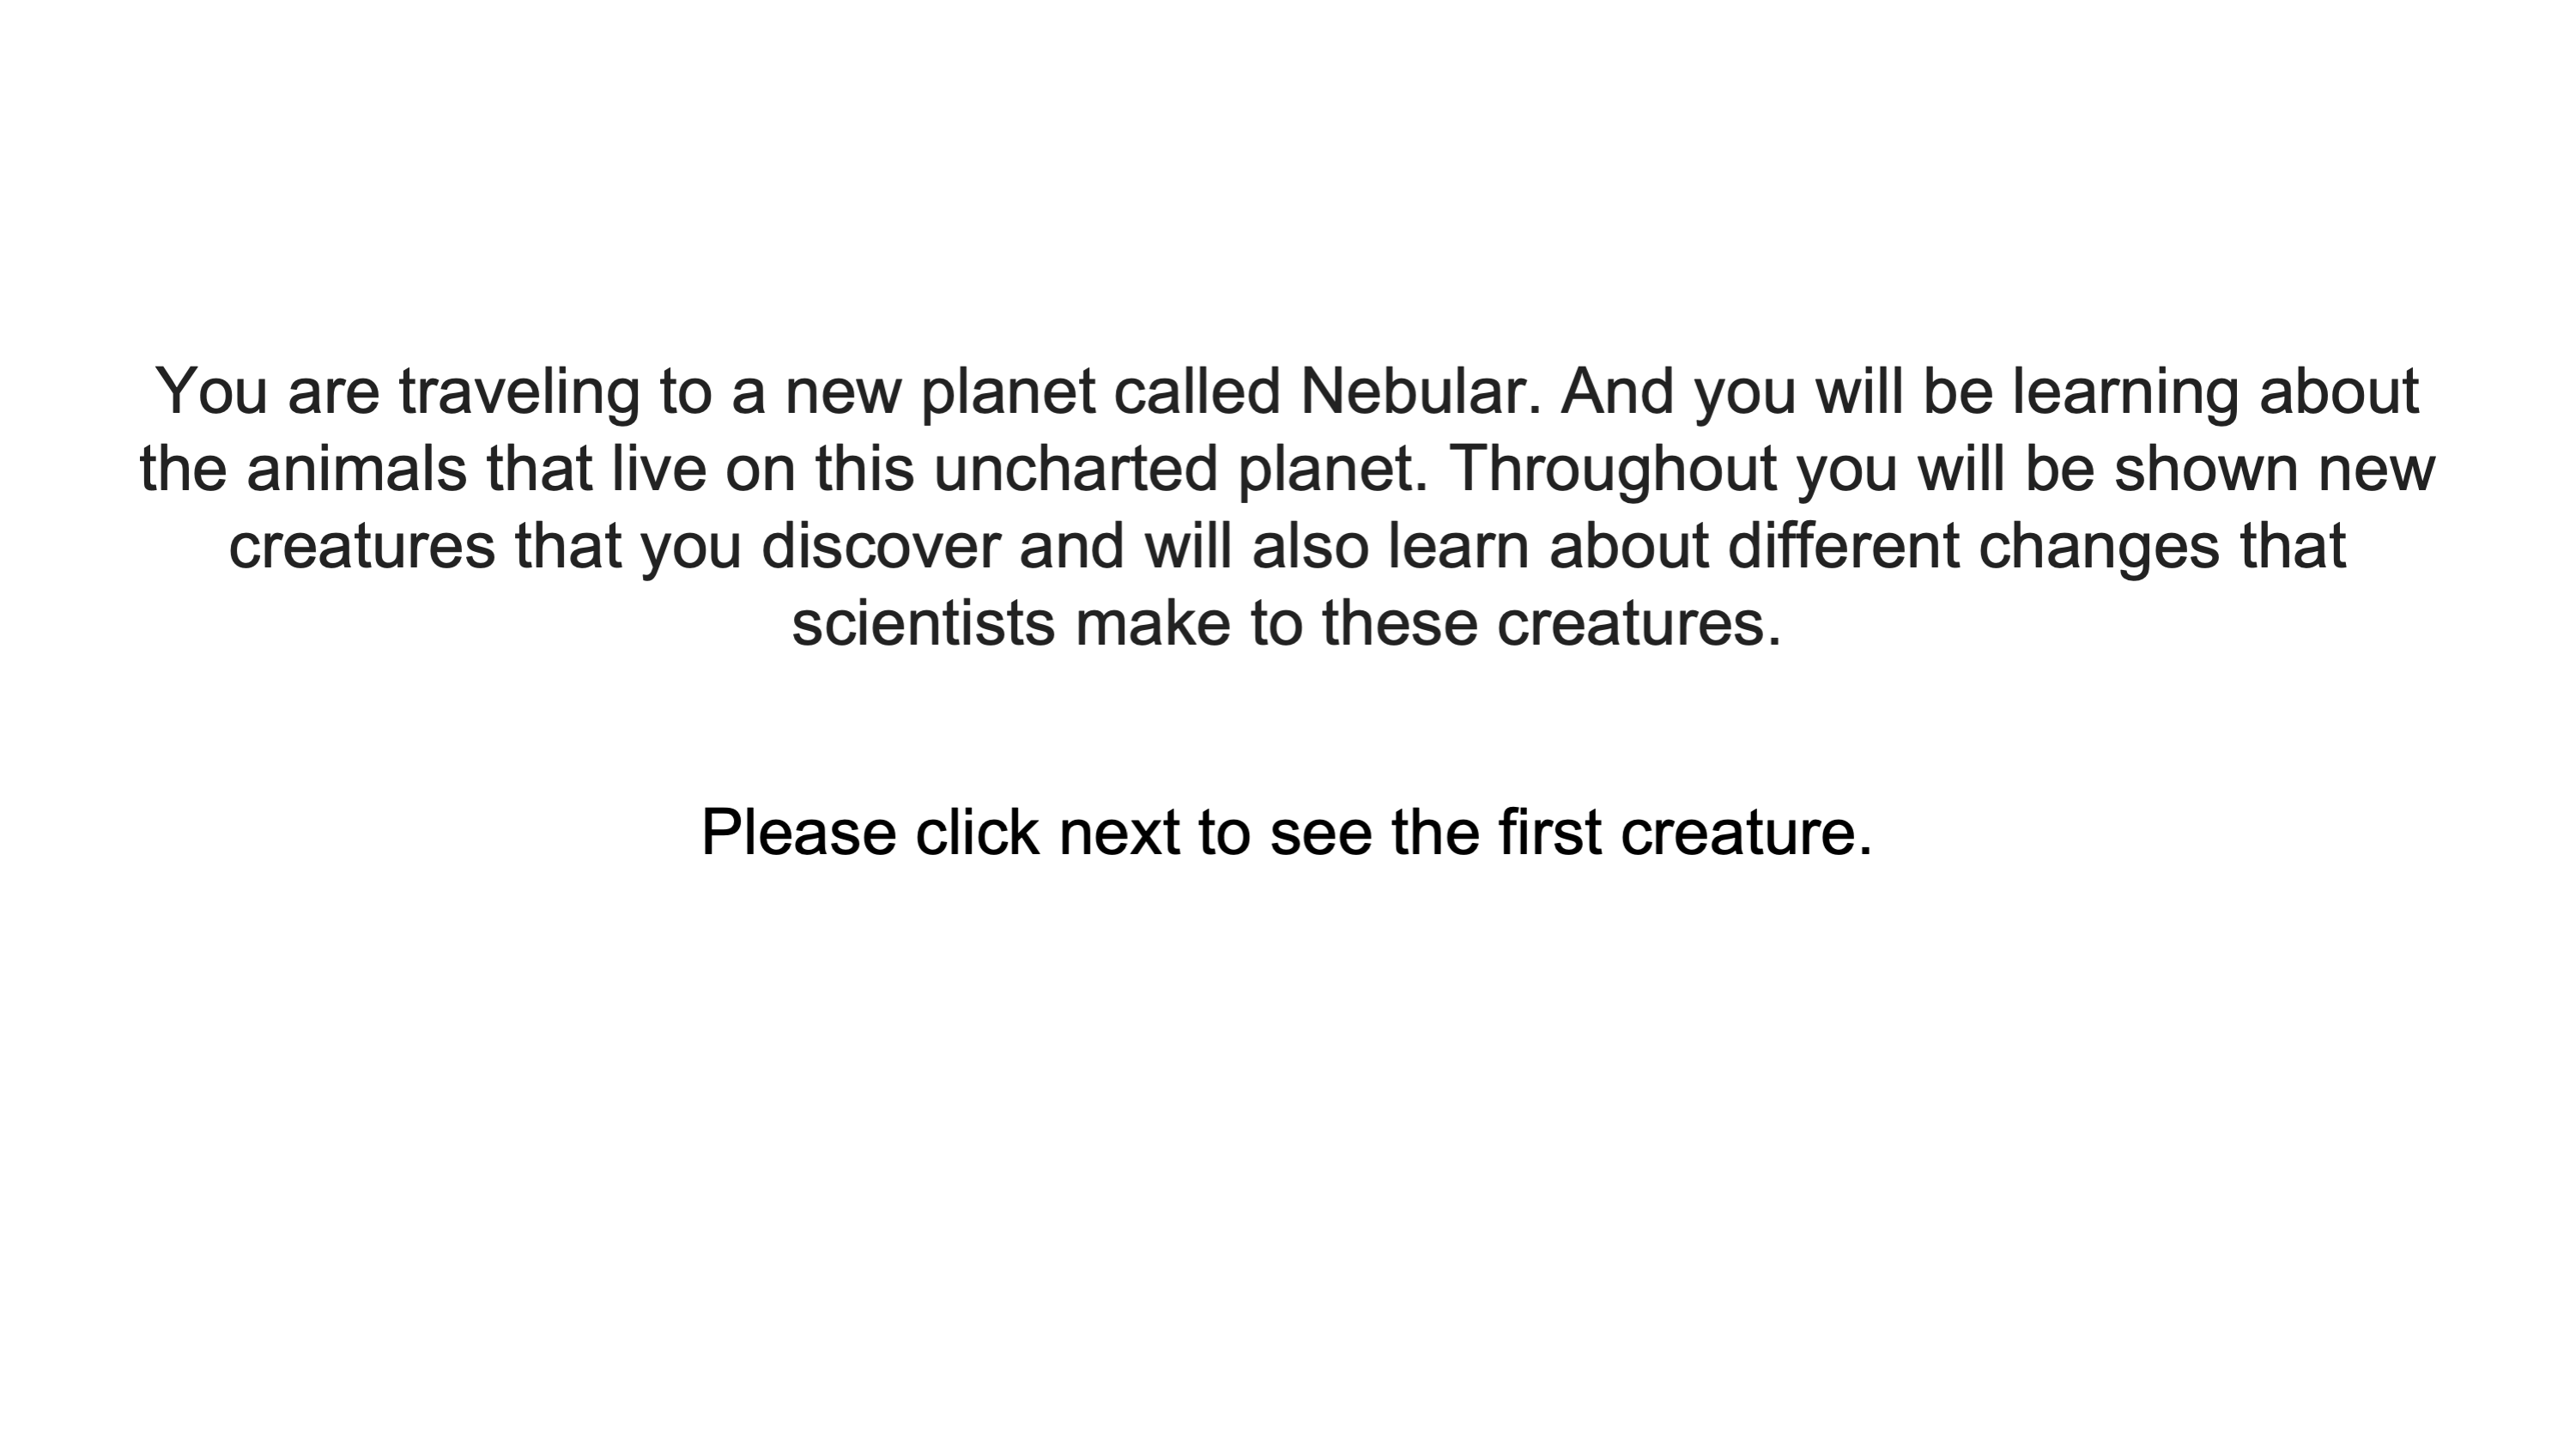 You are traveling to a new planet called Nebular. And you will be learning about
the animals that live on this uncharted planet. Throughout you will be shown new
creatures that you discover and will also learn about different changes that
scientists make to these creatures.
Please click next to see the first creature.